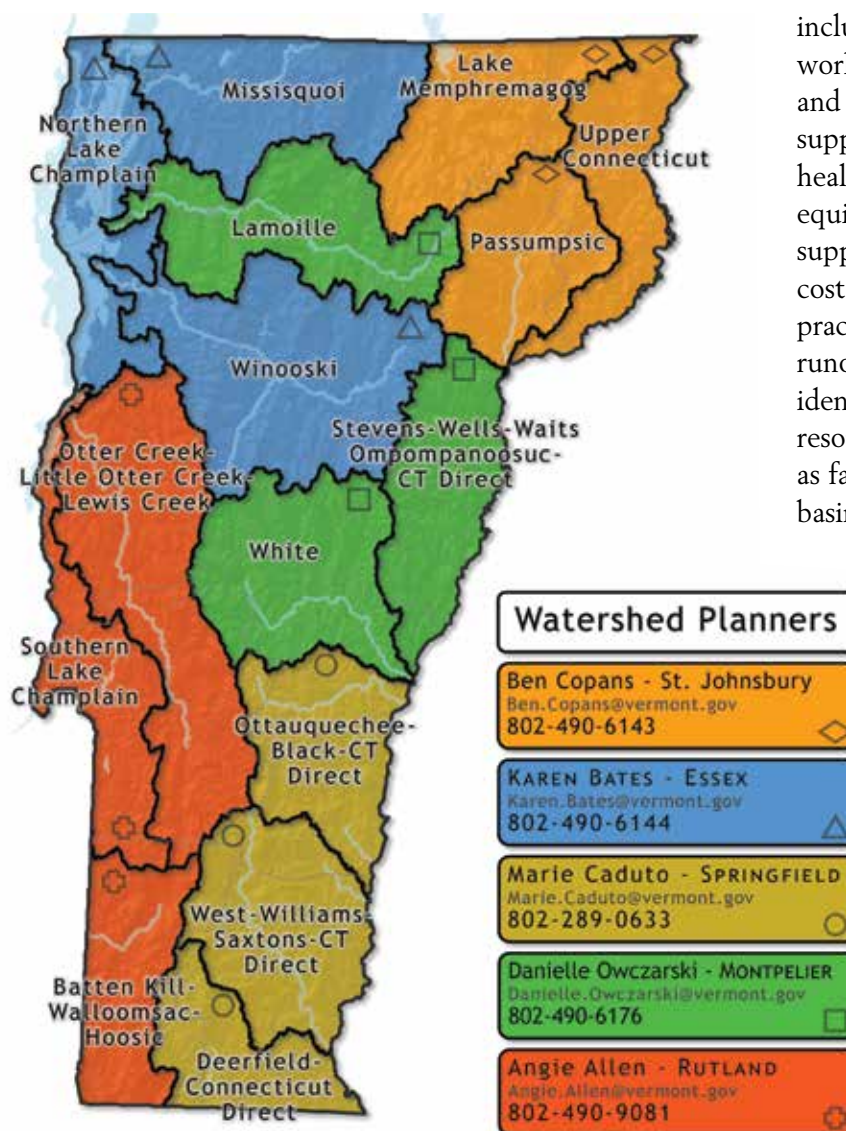 Northern
Lake
Champlain
Missisquoi
Lake
Memphremagog
Upper
Connecticut
Lamoille
Passumpsic
Winooski
Stevens-Wells-Waits
Ompompanoosuc-
CT Direct
Otter Creek-
Little Otter Creek-
Lewis Creek
White
Southern
Lake
Champlain
Ottauquechee-
Black-CT
Direct
West-Williams-
Saxtons-CT
Direct
Batten Kill-
Walloomsac-
Hoosic
Deerfield-
Connecticut
Direct
and
as fa
Watershed Planners
Ben Copans - St. Johnsbury
Ben.Copans@vermont.gov
802-490-6143
KAREN BATES - ESSEX
Karen.Bates@vermont.gov
802-490-6144
Marie Caduto - SPRINGFIELD
Marie.Caduto@vermont.gov
802-289-0633
Danielle Owczarski - MONTPELIER
Danielle.Owczarski@vermont.gov
802-490-6176
Angie Allen - RUTLAND
Angie.Allen@vermont.gov
802-490-9081